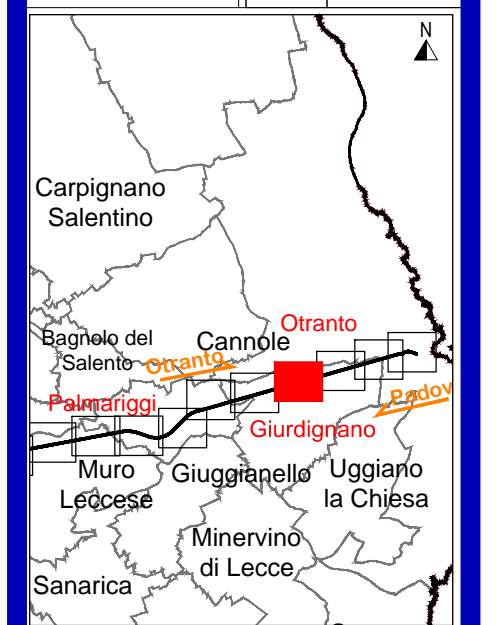 N
Carpignano
Salentino
Otranto
Cannole
Bagnolo del
Salento
Otranto
Padov
Palmariggi
Giurdignano
Muro
Leccese
Giuggianello
Uggiano
la Chiesa
Minervino
di Lecce
Sanarica